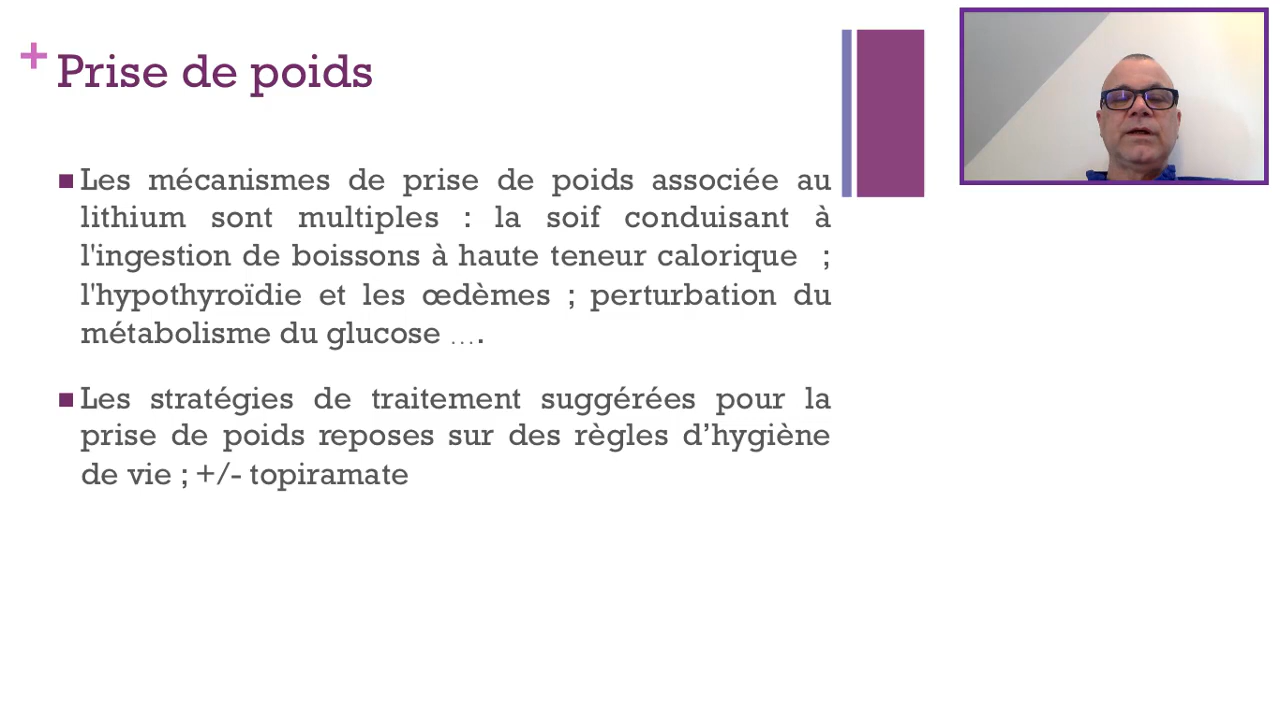 + Prise de poids
Les mécanismes de prise de poids associée au
lithium sont multiples : la soif conduisant à
l'ingestion de boissons à haute teneur calorique ;
l'hypothyroïdie et les œdèmes ; perturbation du
métabolisme du glucose ….
Les stratégies de traitement suggérées pour la
prise de poids reposes sur des règles d’hygiène
de vie ; +/- topiramate